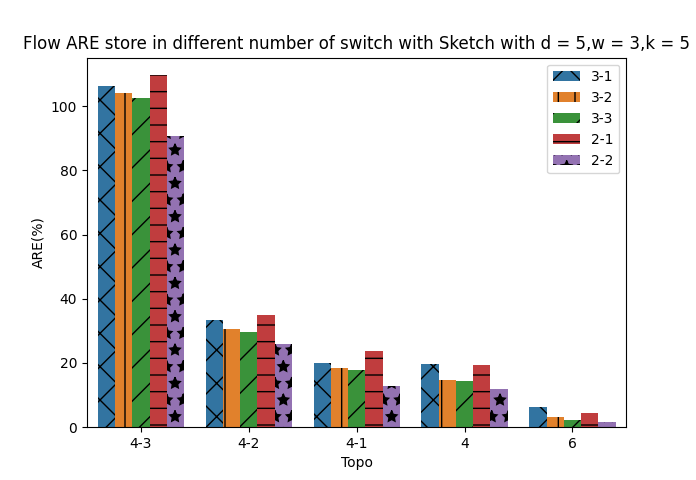 Flow ARE store in different number of switch with Sketch with d = 5,w = 3,k = 5
3-1
3-2
3-3
2-1
2-2
100
80
60
40
20
0
ARE(%)
4-3 4-2 4-1 4 6
Topo